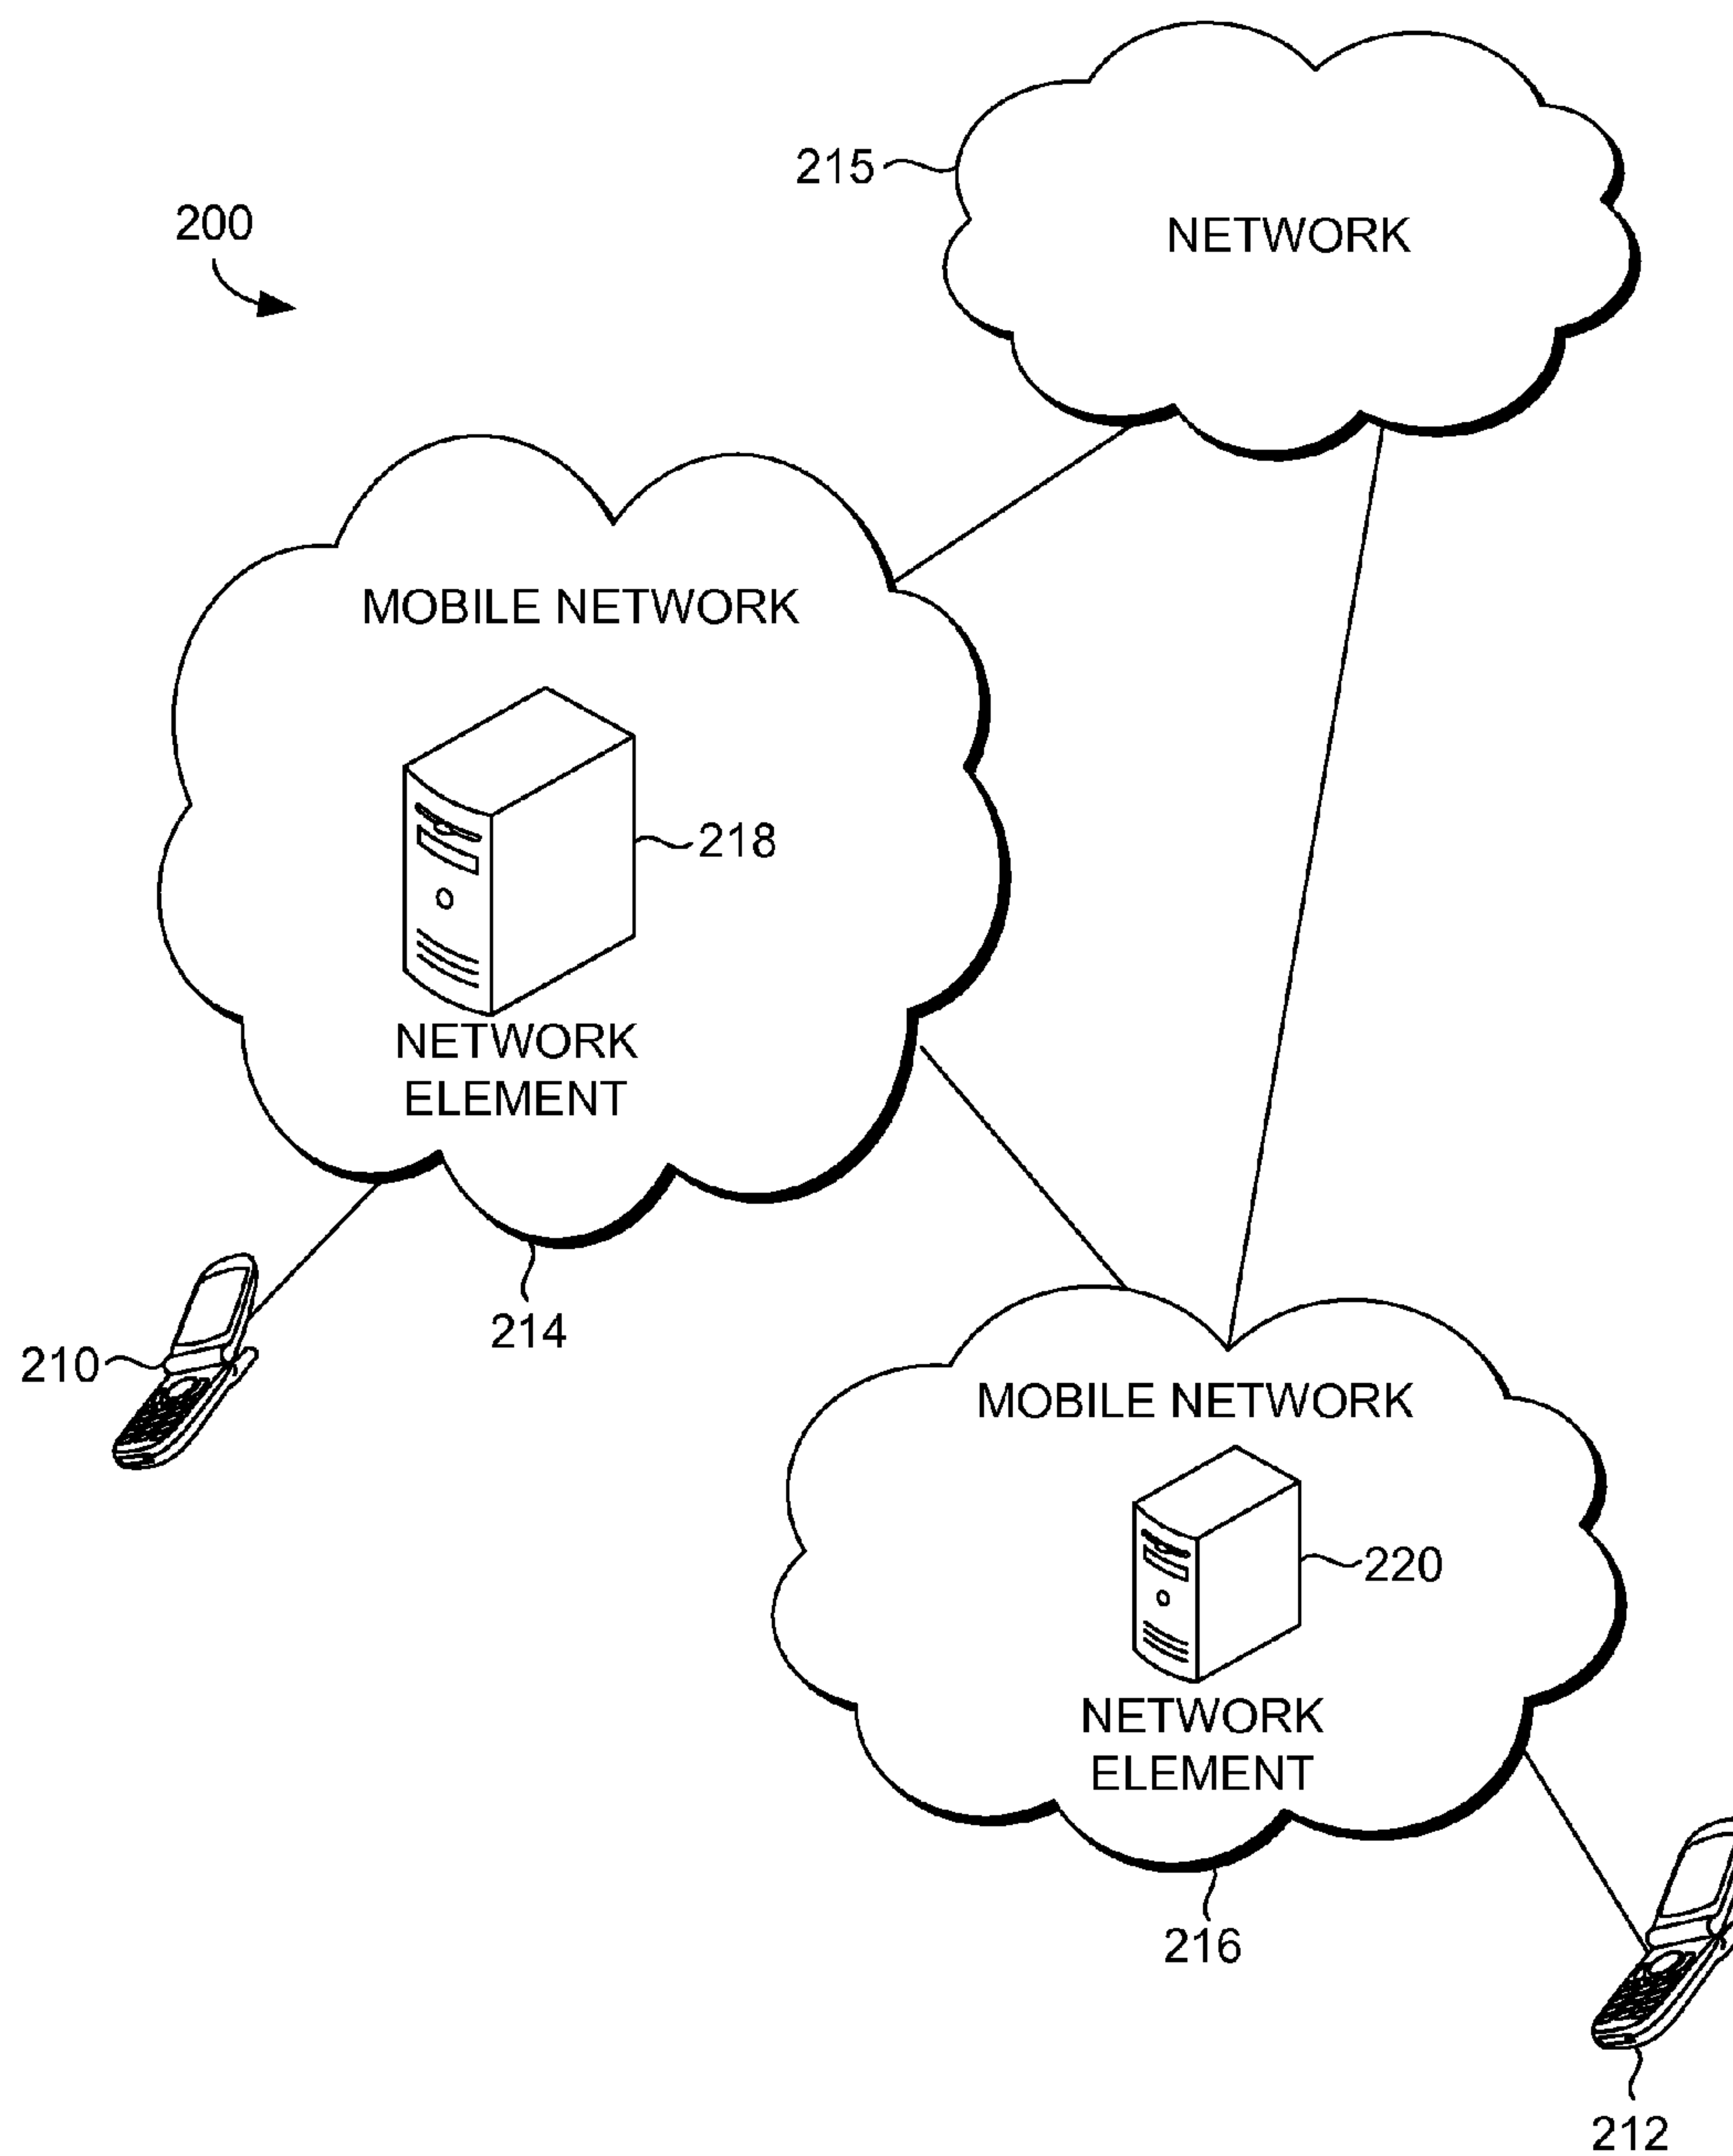 215
NETWORK
200
MOBILE NETWORK
218
NETWORK
ELEMENT
214
210
MOBILE NETWORK
220
NETWORK
ELEMENT
216
212